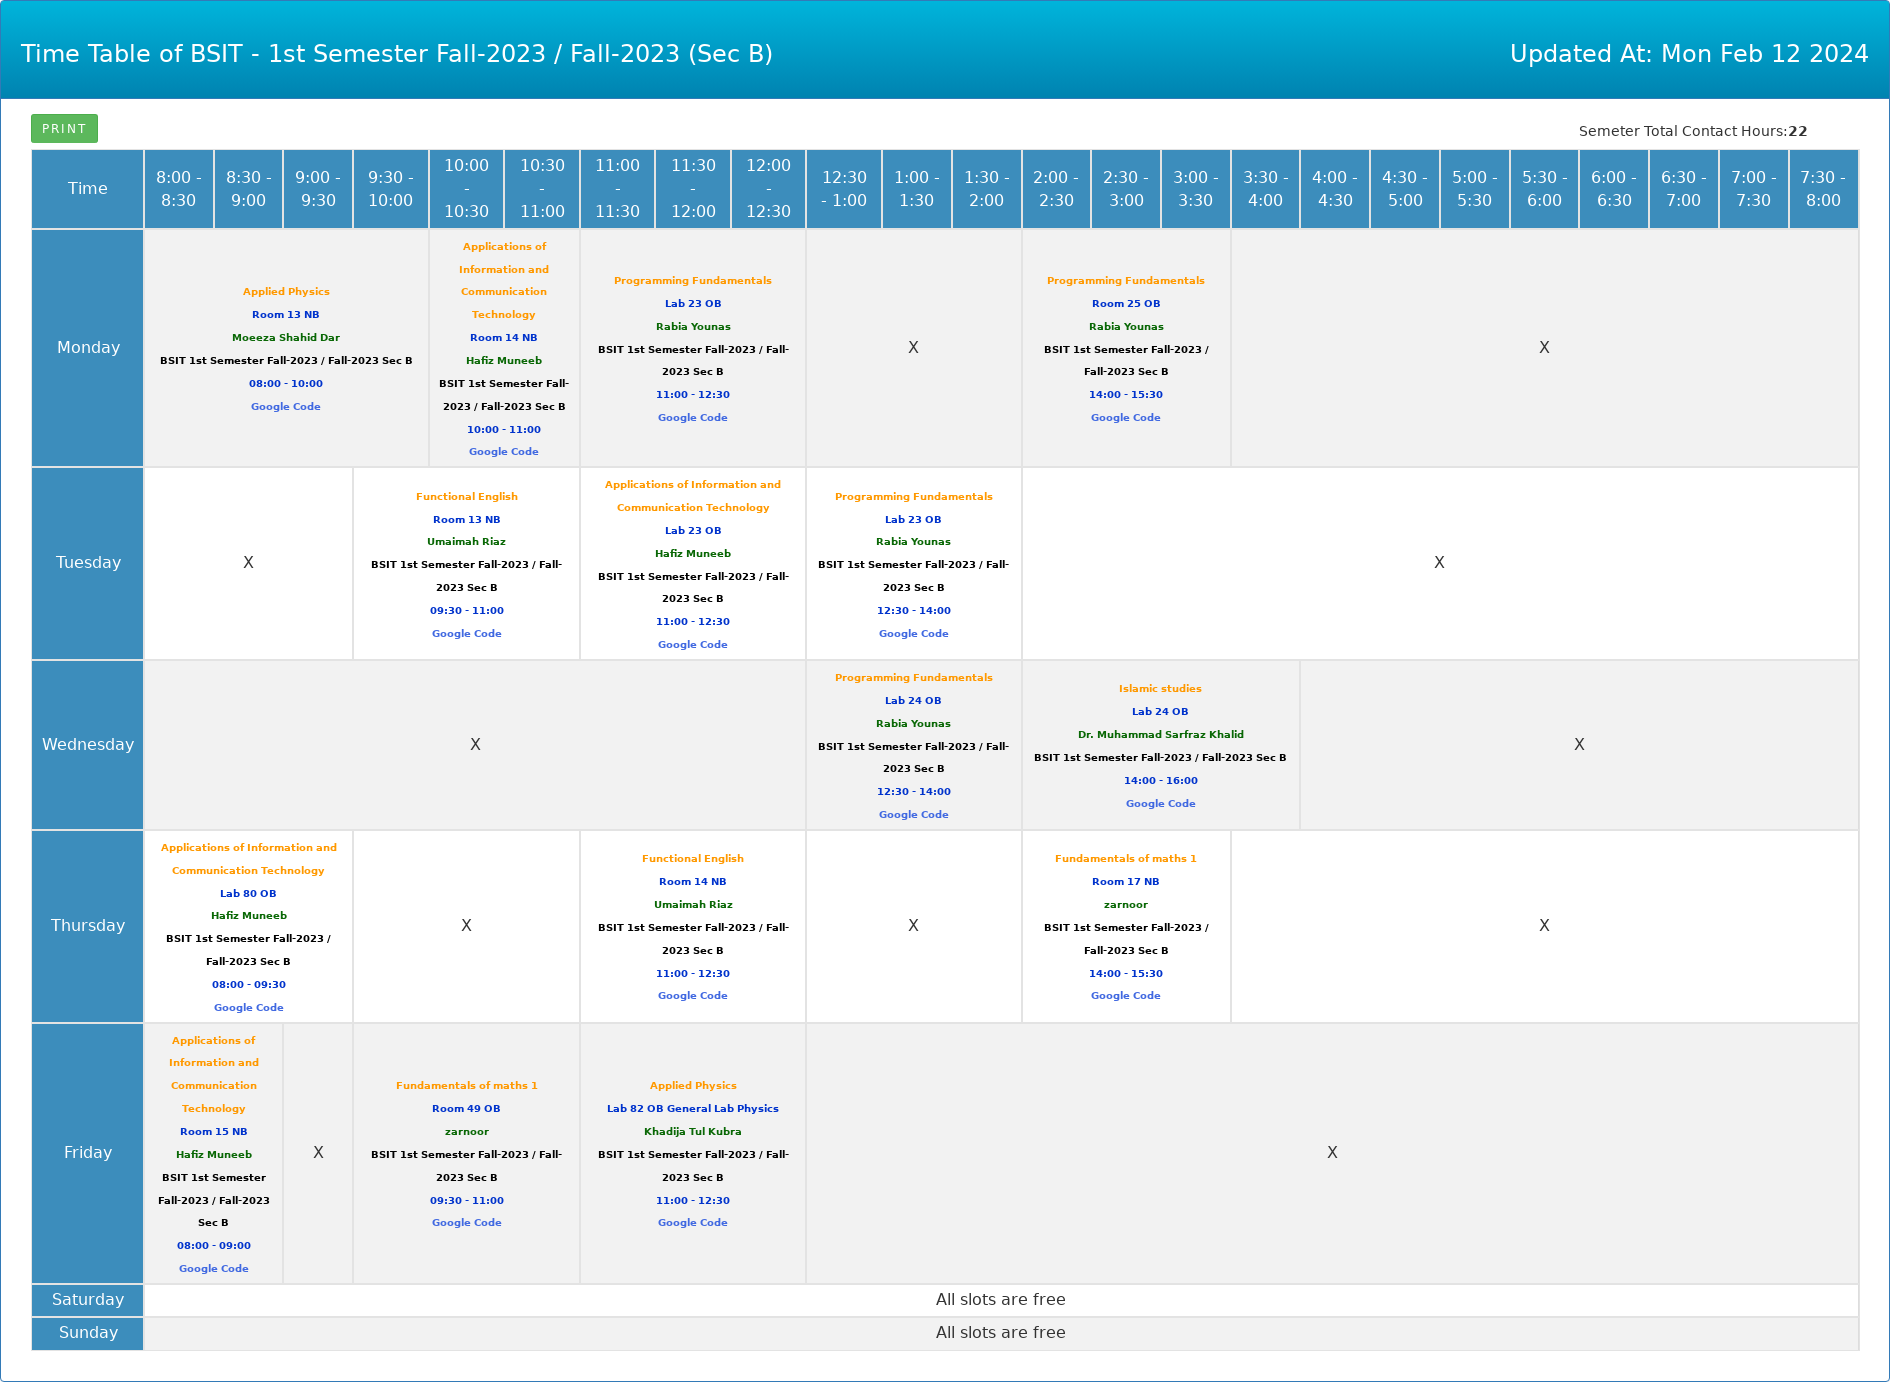 Time Table of BSIT - 1st Semester Fall-2023 / Fall-2023 (Sec B)
Updated At: Mon Feb 12 2024
PRINT
Semeter Total Contact Hours:22
Time
8:00 -
8:30
8:30 -
9:00
9:00 -
9:30
9:30 -
10:00
10:00
-
10:30
10:30
-
11:00
11:00
-
11:30
11:30
-
12:00
12:00
-
12:30
12:30
- 1:00
1:00 -
1:30
1:30 -
2:00
2:00 -
2:30
2:30 -
3:00
3:00 -
3:30
3:30 -
4:00
4:00 -
4:30
4:30 -
5:00
5:00 -
5:30
5:30 -
6:00
6:00 -
6:30
6:30 -
7:00
7:00 -
7:30
7:30 -
8:00
Monday
Applied Physics
Room 13 NB
Moeeza Shahid Dar
BSIT 1st Semester Fall-2023 / Fall-2023 Sec B
08:00 - 10:00
Google Code
Applications of
Information and
Communication
Technology
Room 14 NB
Hafiz Muneeb
BSIT 1st Semester Fall-
2023 / Fall-2023 Sec B
10:00 - 11:00
Google Code
Programming Fundamentals
Lab 23 OB
Rabia Younas
BSIT 1st Semester Fall-2023 / Fall-
2023 Sec B
11:00 - 12:30
Google Code
X
Programming Fundamentals
Room 25 OB
Rabia Younas
BSIT 1st Semester Fall-2023 /
Fall-2023 Sec B
14:00 - 15:30
Google Code
X
Tuesday
X
Functional English
Room 13 NB
Umaimah Riaz
BSIT 1st Semester Fall-2023 / Fall-
2023 Sec B
09:30 - 11:00
Google Code
Applications of Information and
Communication Technology
Lab 23 OB
Hafiz Muneeb
BSIT 1st Semester Fall-2023 / Fall-
2023 Sec B
11:00 - 12:30
Google Code
Programming Fundamentals
Lab 23 OB
Rabia Younas
BSIT 1st Semester Fall-2023 / Fall-
2023 Sec B
12:30 - 14:00
Google Code
X
Wednesday
X
Programming Fundamentals
Lab 24 OB
Rabia Younas
BSIT 1st Semester Fall-2023 / Fall-
2023 Sec B
12:30 - 14:00
Google Code
Islamic studies
Lab 24 OB
Dr. Muhammad Sarfraz Khalid
BSIT 1st Semester Fall-2023 / Fall-2023 Sec B
14:00 - 16:00
Google Code
X
Thursday
Applications of Information and
Communication Technology
Lab 80 OB
Hafiz Muneeb
BSIT 1st Semester Fall-2023 /
Fall-2023 Sec B
08:00 - 09:30
Google Code
X
Functional English
Room 14 NB
Umaimah Riaz
BSIT 1st Semester Fall-2023 / Fall-
2023 Sec B
11:00 - 12:30
Google Code
X
Fundamentals of maths 1
Room 17 NB
zarnoor
BSIT 1st Semester Fall-2023 /
Fall-2023 Sec B
14:00 - 15:30
Google Code
X
Friday
Applications of
Information and
Communication
Technology
Room 15 NB
Hafiz Muneeb
BSIT 1st Semester
Fall-2023 / Fall-2023
Sec B
08:00 - 09:00
Google Code
X
Fundamentals of maths 1
Room 49 OB
zarnoor
BSIT 1st Semester Fall-2023 / Fall-
2023 Sec B
09:30 - 11:00
Google Code
Applied Physics
Lab 82 OB General Lab Physics
Khadija Tul Kubra
BSIT 1st Semester Fall-2023 / Fall-
2023 Sec B
11:00 - 12:30
Google Code
X
Saturday
All slots are free
Sunday
All slots are free